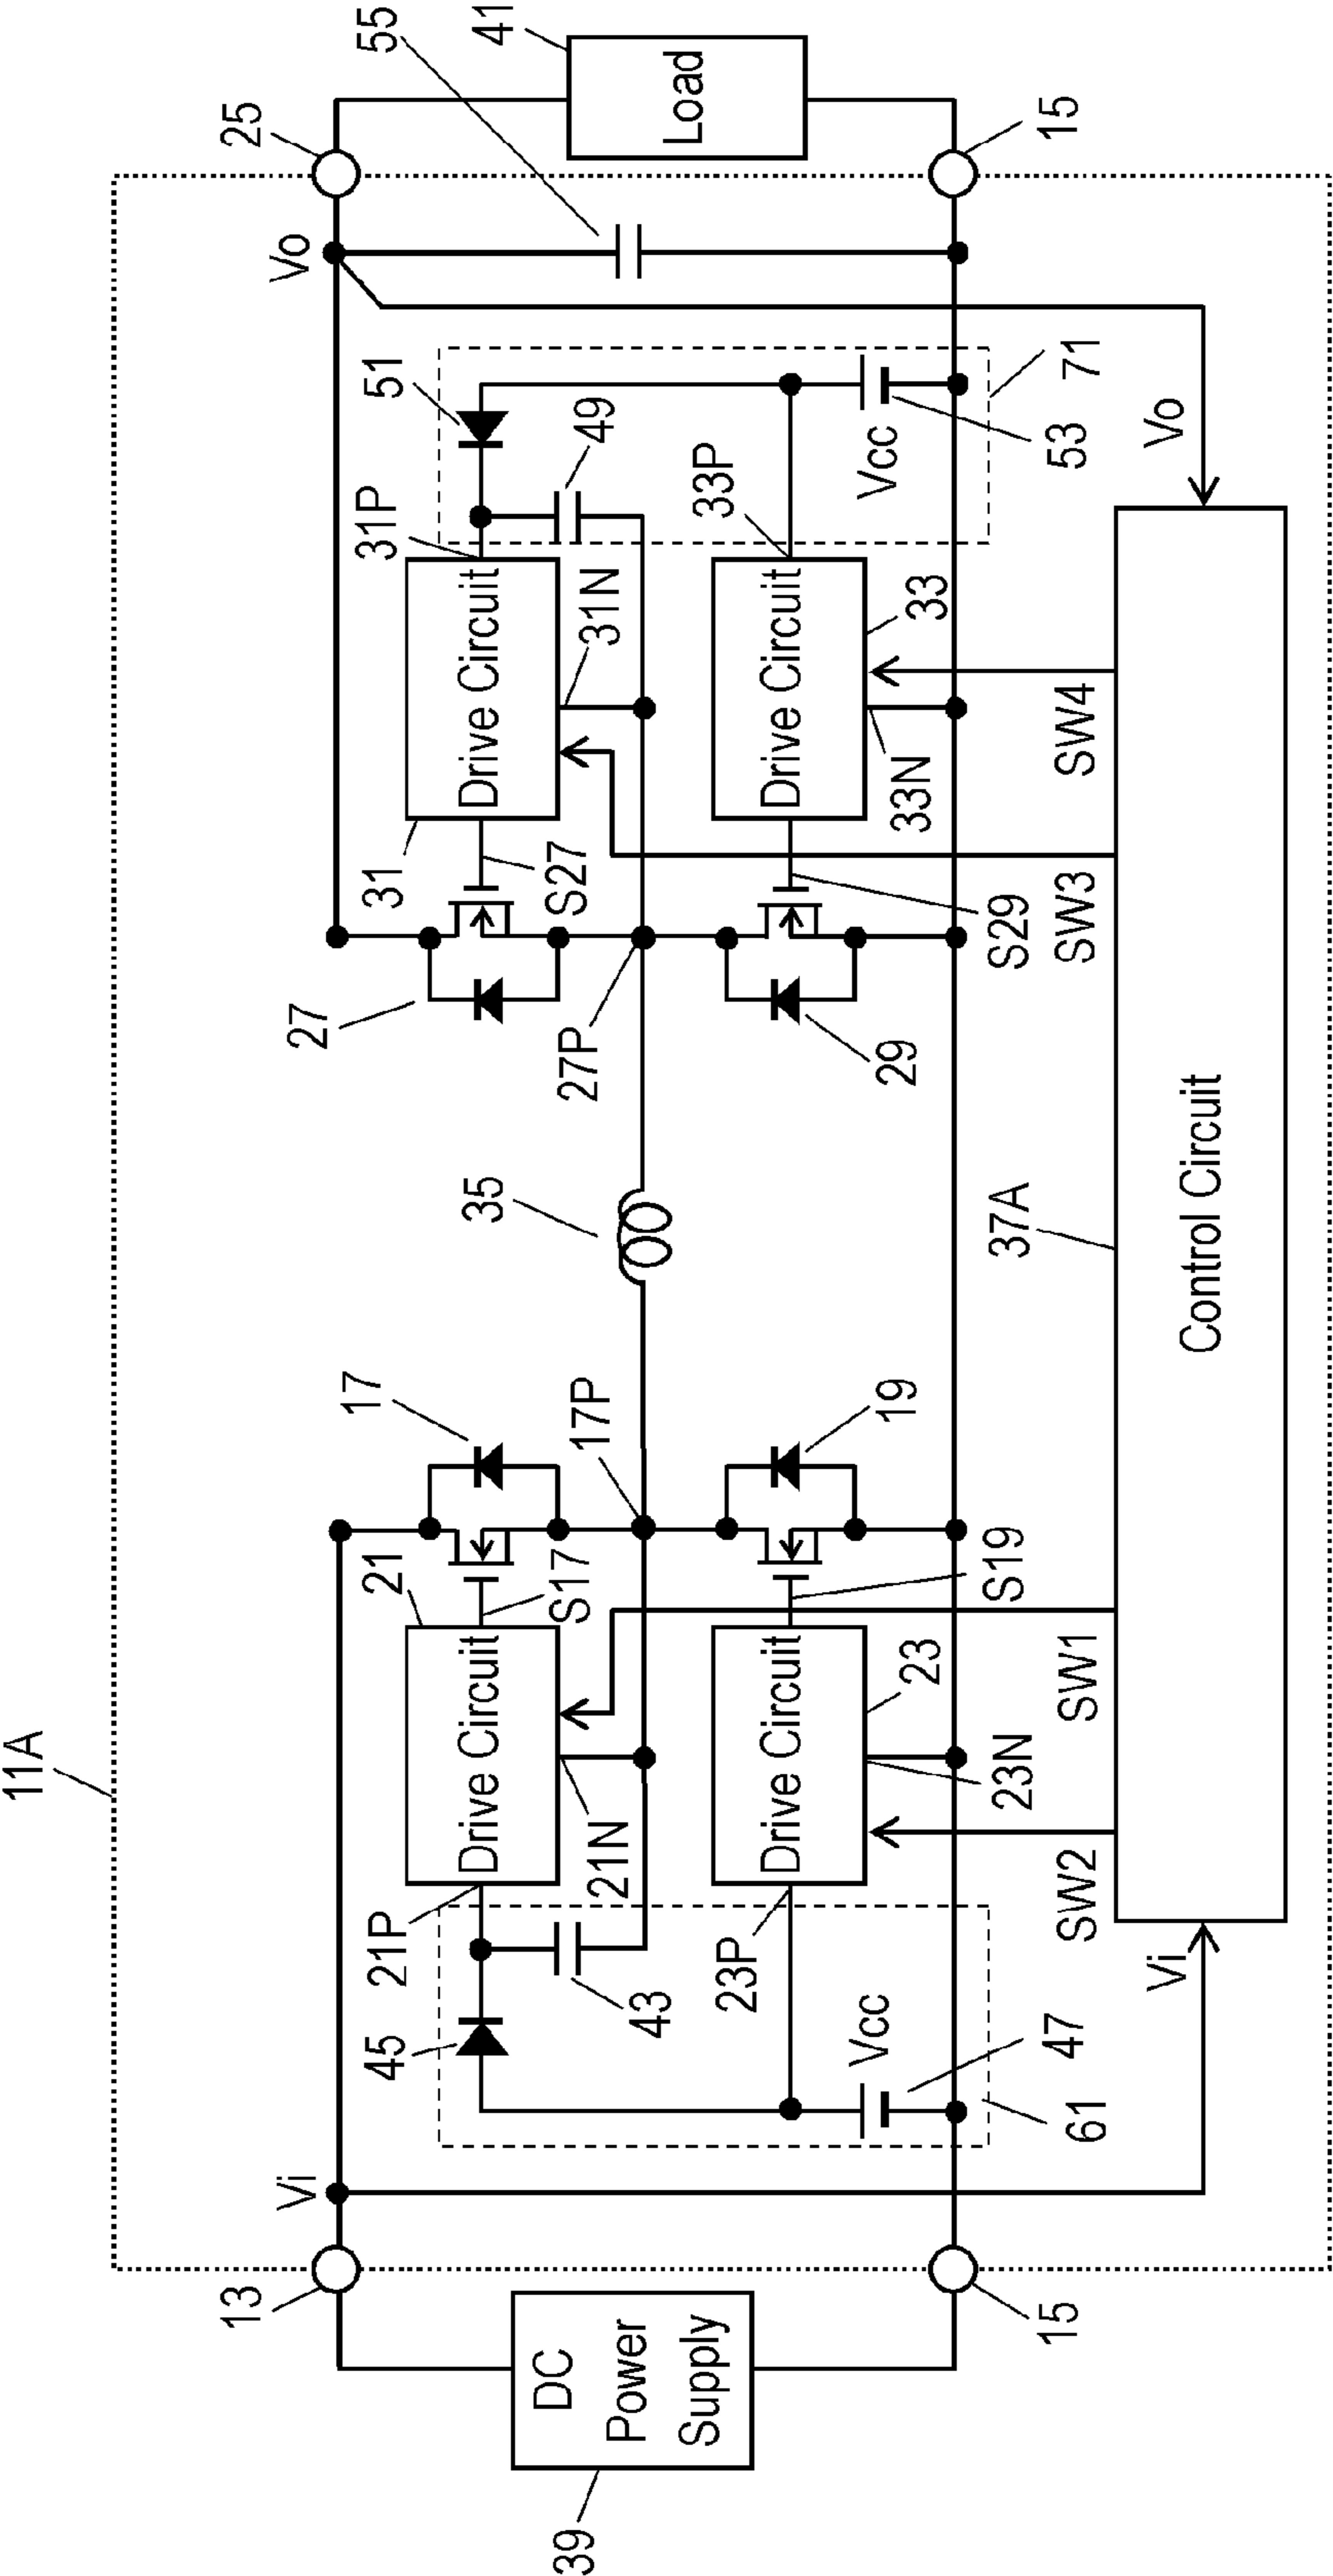 11A
13
Vi
17
21
21P
Drive Circuit
S17
45
43
21N
17P
35
27
31
S27
Drive Circuit
31P
31N
27P
51
49
Vo
25
55
41
Load
39
DC
Power
Supply
23P
Drive Circuit
23
19
S19
Vcc
47
61
23N
29
S29
Drive Circuit
33P
33
33N
Vcc
53
71
15
15
Vi
SW2
SW1
37A
SW3
SW4
Vo
Control Circuit